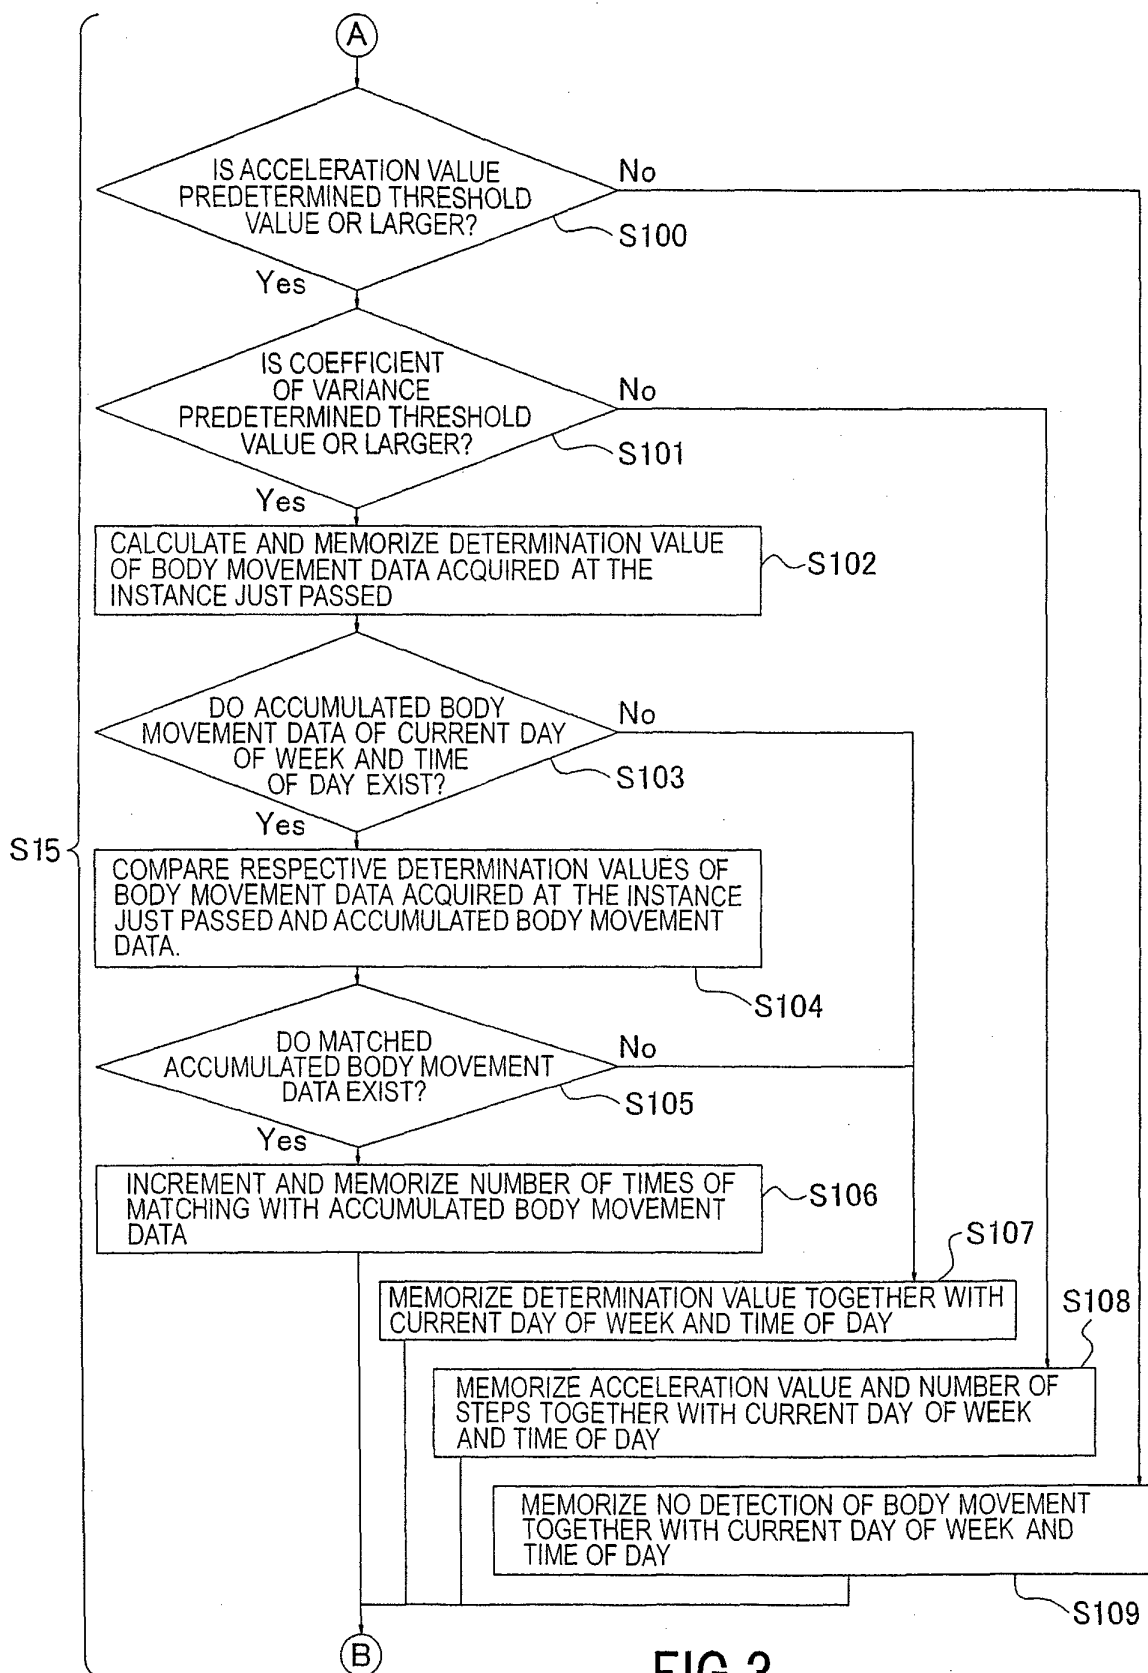 A
IS ACCELERATION VALUE
PREDETERMINED THRESHOLD
VALUE OR LARGER?
No
S100
Yes
IS COEFFICIENT
OF VARIANCE
PREDETERMINED THRESHOLD
VALUE OR LARGER?
No
S101
Yes
CALCULATE AND MEMORIZE DETERMINATION VALUE
OF BODY MOVEMENT DATA ACQUIRED AT THE
INSTANCE JUST PASSED
S102
DO ACCUMULATED BODY
MOVEMENT DATA OF CURRENT DAY
OF WEEK AND TIME
OF DAY EXIST?
No
S103
Yes
S15
COMPARE RESPECTIVE DETERMINATION VALUES OF
BODY MOVEMENT DATA ACQUIRED AT THE INSTANCE
JUST PASSED AND ACCUMULATED BODY MOVEMENT
DATA.
S104
DO MATCHED
ACCUMULATED BODY MOVEMENT
DATA EXIST?
No
S105
Yes
INCREMENT AND MEMORIZE NUMBER OF TIMES OF
MATCHING WITH ACCUMULATED BODY MOVEMENT
DATA
S106
S107
MEMORIZE DETERMINATION VALUE TOGETHER WITH
CURRENT DAY OF WEEK AND TIME OF DAY
S108
MEMORIZE ACCELERATION VALUE AND NUMBER OF
STEPS TOGETHER WITH CURRENT DAY OF WEEK
AND TIME OF DAY
MEMORIZE NO DETECTION OF BODY MOVEMENT
TOGETHER WITH CURRENT DAY OF WEEK AND
TIME OF DAY
S109
B
FIG.3